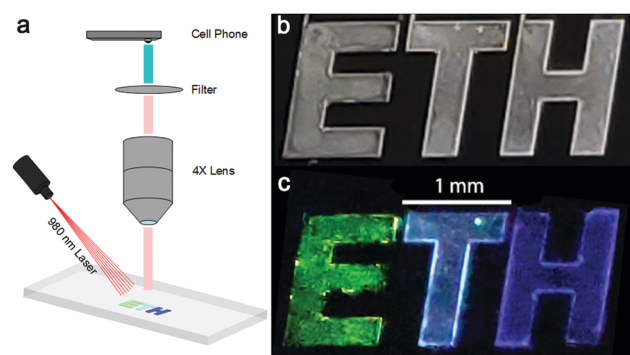 a
Cell Phone
Filter
4X Lens
980 nm Laser
ETH
b
ETH
c
1 mm
ETH